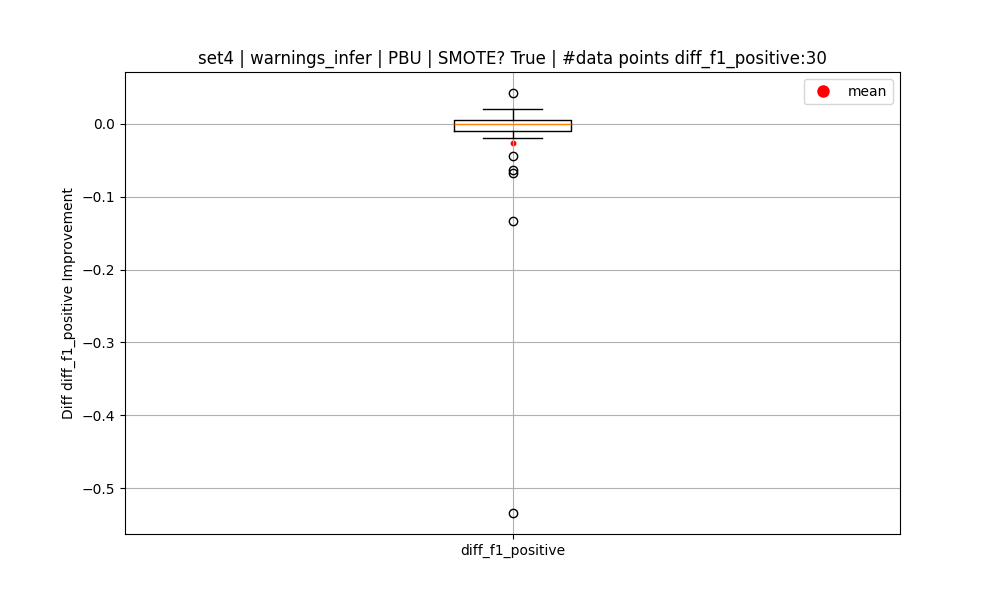 set4 | warnings_infer | PBU | SMOTE? True | #data points diff_f1_positive:30
mean
0.0
−0.1
−0.2
−0.3
−0.4
−0.5
Diff diff_f1_positive Improvement
diff_f1_positive